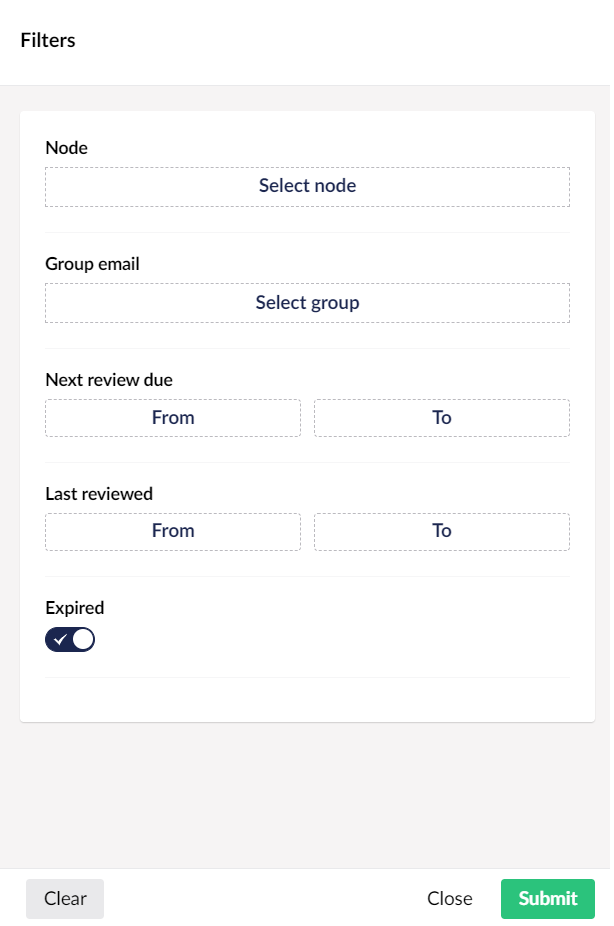 Filters
Node
Select node
Group email
Select group
Next review due
From To
Last reviewed
From To
Expired
Clear Close Submit